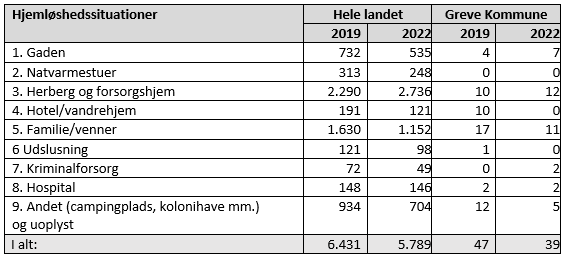 Hjemløshedssituationer Hele landet Greve Kommune
2019 2022 2019 2022
1. Gaden 732 535 4 7
2. Natvarmestuer 313 248 0 0
3. Herberg og forsorgshjem 2.290 2.736 10 12
4. Hotel/vandrehjem 191 121 10 0
5. Familie/venner 1.630 1.152 17 11
6 Udslusning 121 98 1 0
7. Kriminalforsorg 72 49 0 2
8. Hospital 148 146 2 2
9. Andet (campingplads, kolonihave mm.) 934 704 12 5
og uoplyst
I alt: 6.431 5.789 47 39